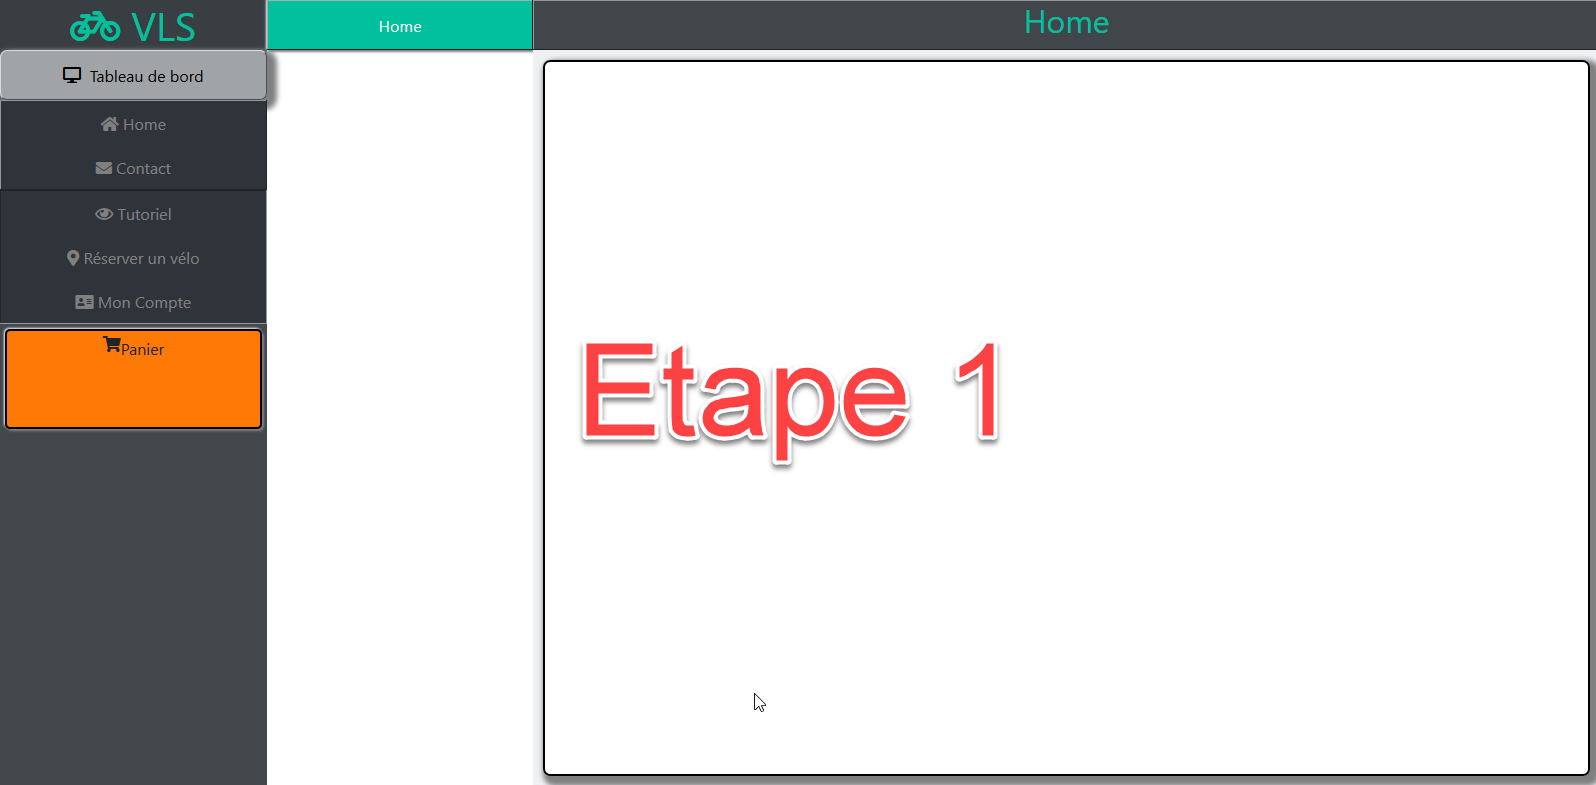 VLS
Tableau de bord
Home
Contact
Tutoriel
Réserver un vélo
Mon Compte
Panier
Home
Home
Etape 1